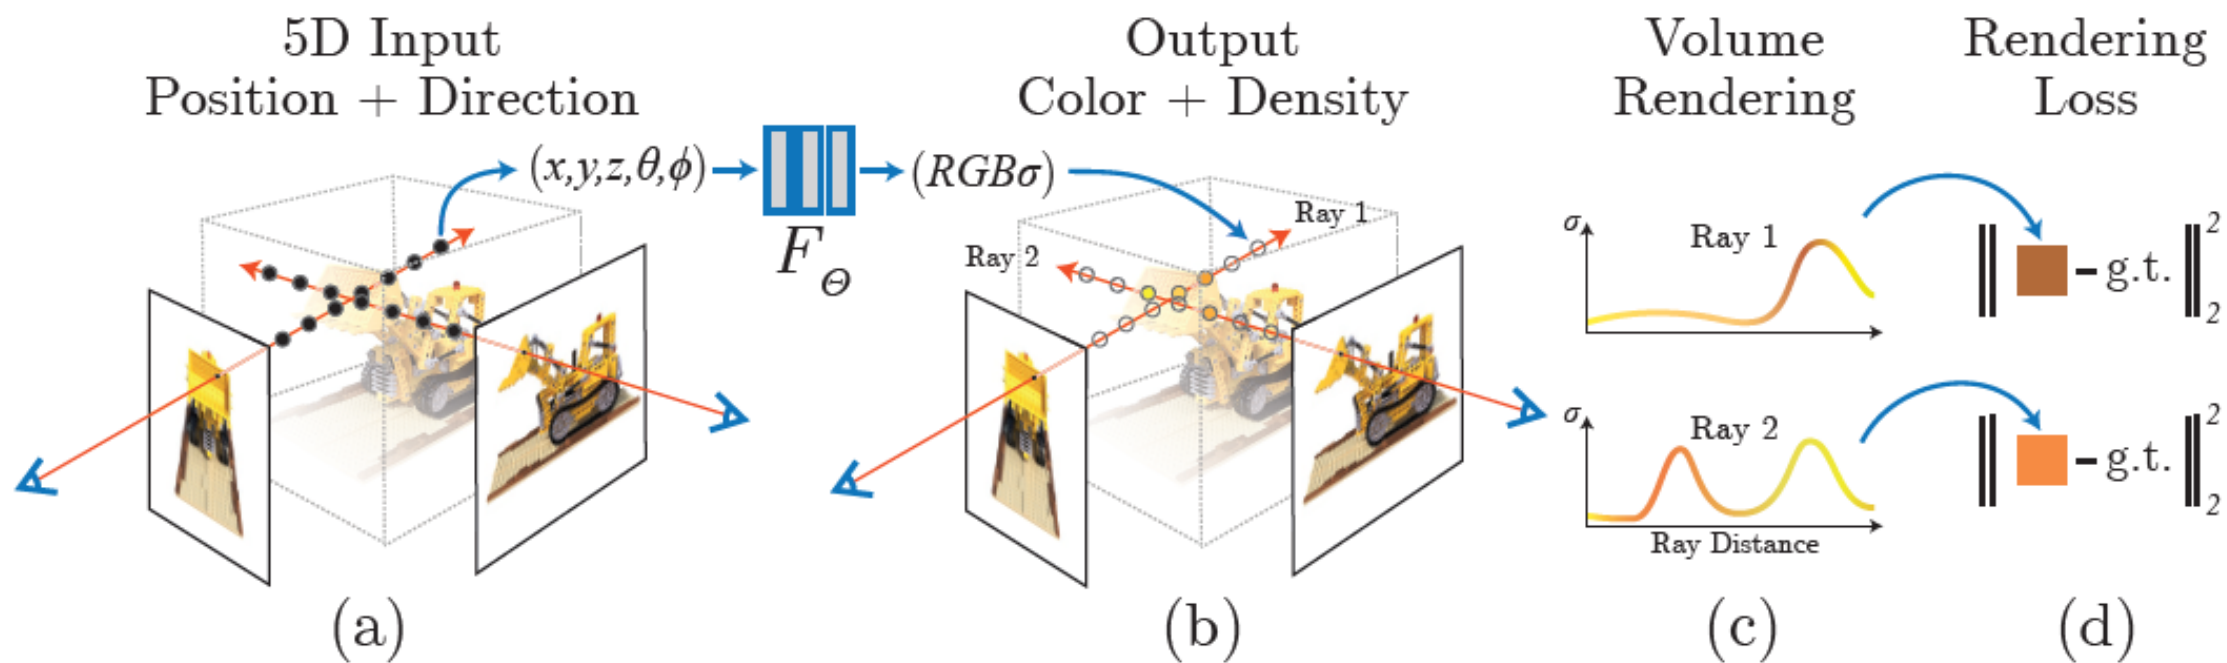 5D Input
Position + Direction
Output
Color + Density
Volume
Rendering
Rendering
Loss
(x,y,z,θ,ϕ)
F_Θ
(RGBσ)
Ray 1
Ray 2
σ
Ray 1
σ
Ray 2
Ray Distance
|| – g.t. ||²₂
|| – g.t. ||²₂
(a)
(b)
(c)
(d)